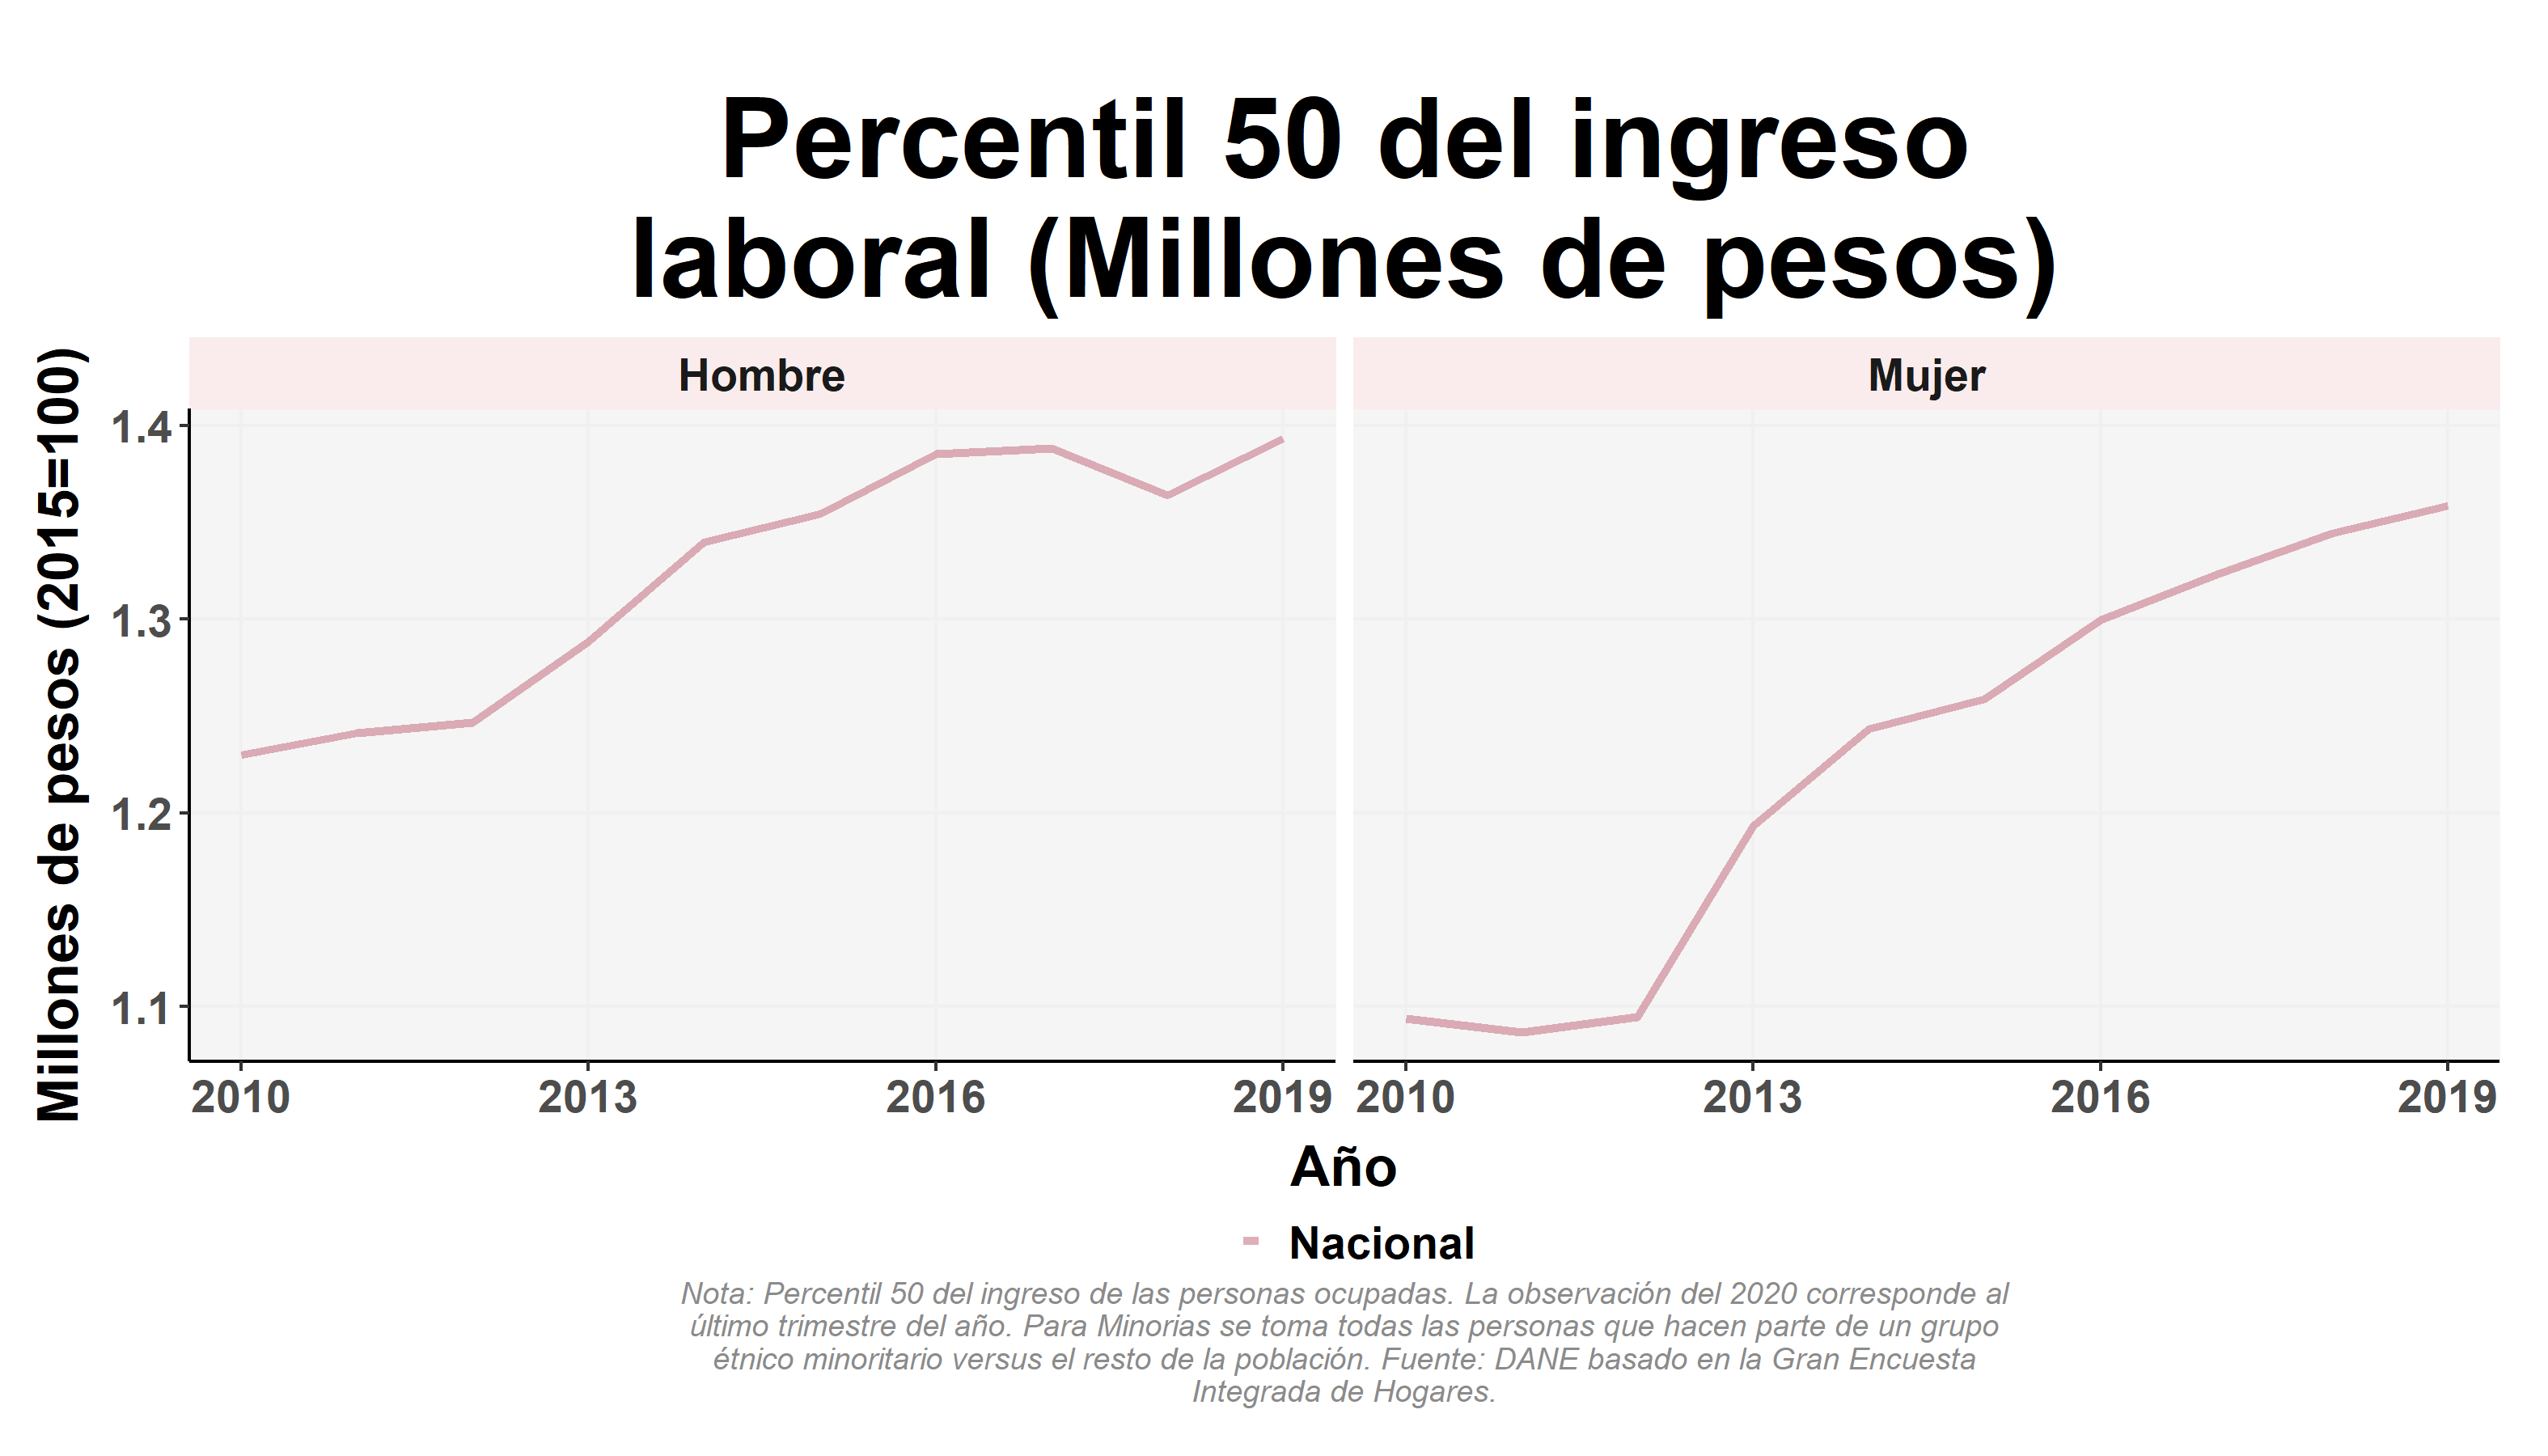 Percentil 50 del ingreso
laboral (Millones de pesos)
Millones de pesos (2015=100)
Hombre
Mujer
1.4
1.3
1.2
1.1
2010
2013
2016
2019
2010
2013
2016
2019
Año
Nacional
Nota: Percentil 50 del ingreso de las personas ocupadas. La observación del 2020 corresponde al
último trimestre del año. Para Minorias se toma todas las personas que hacen parte de un grupo
étnico minoritario versus el resto de la población. Fuente: DANE basado en la Gran Encuesta
Integrada de Hogares.